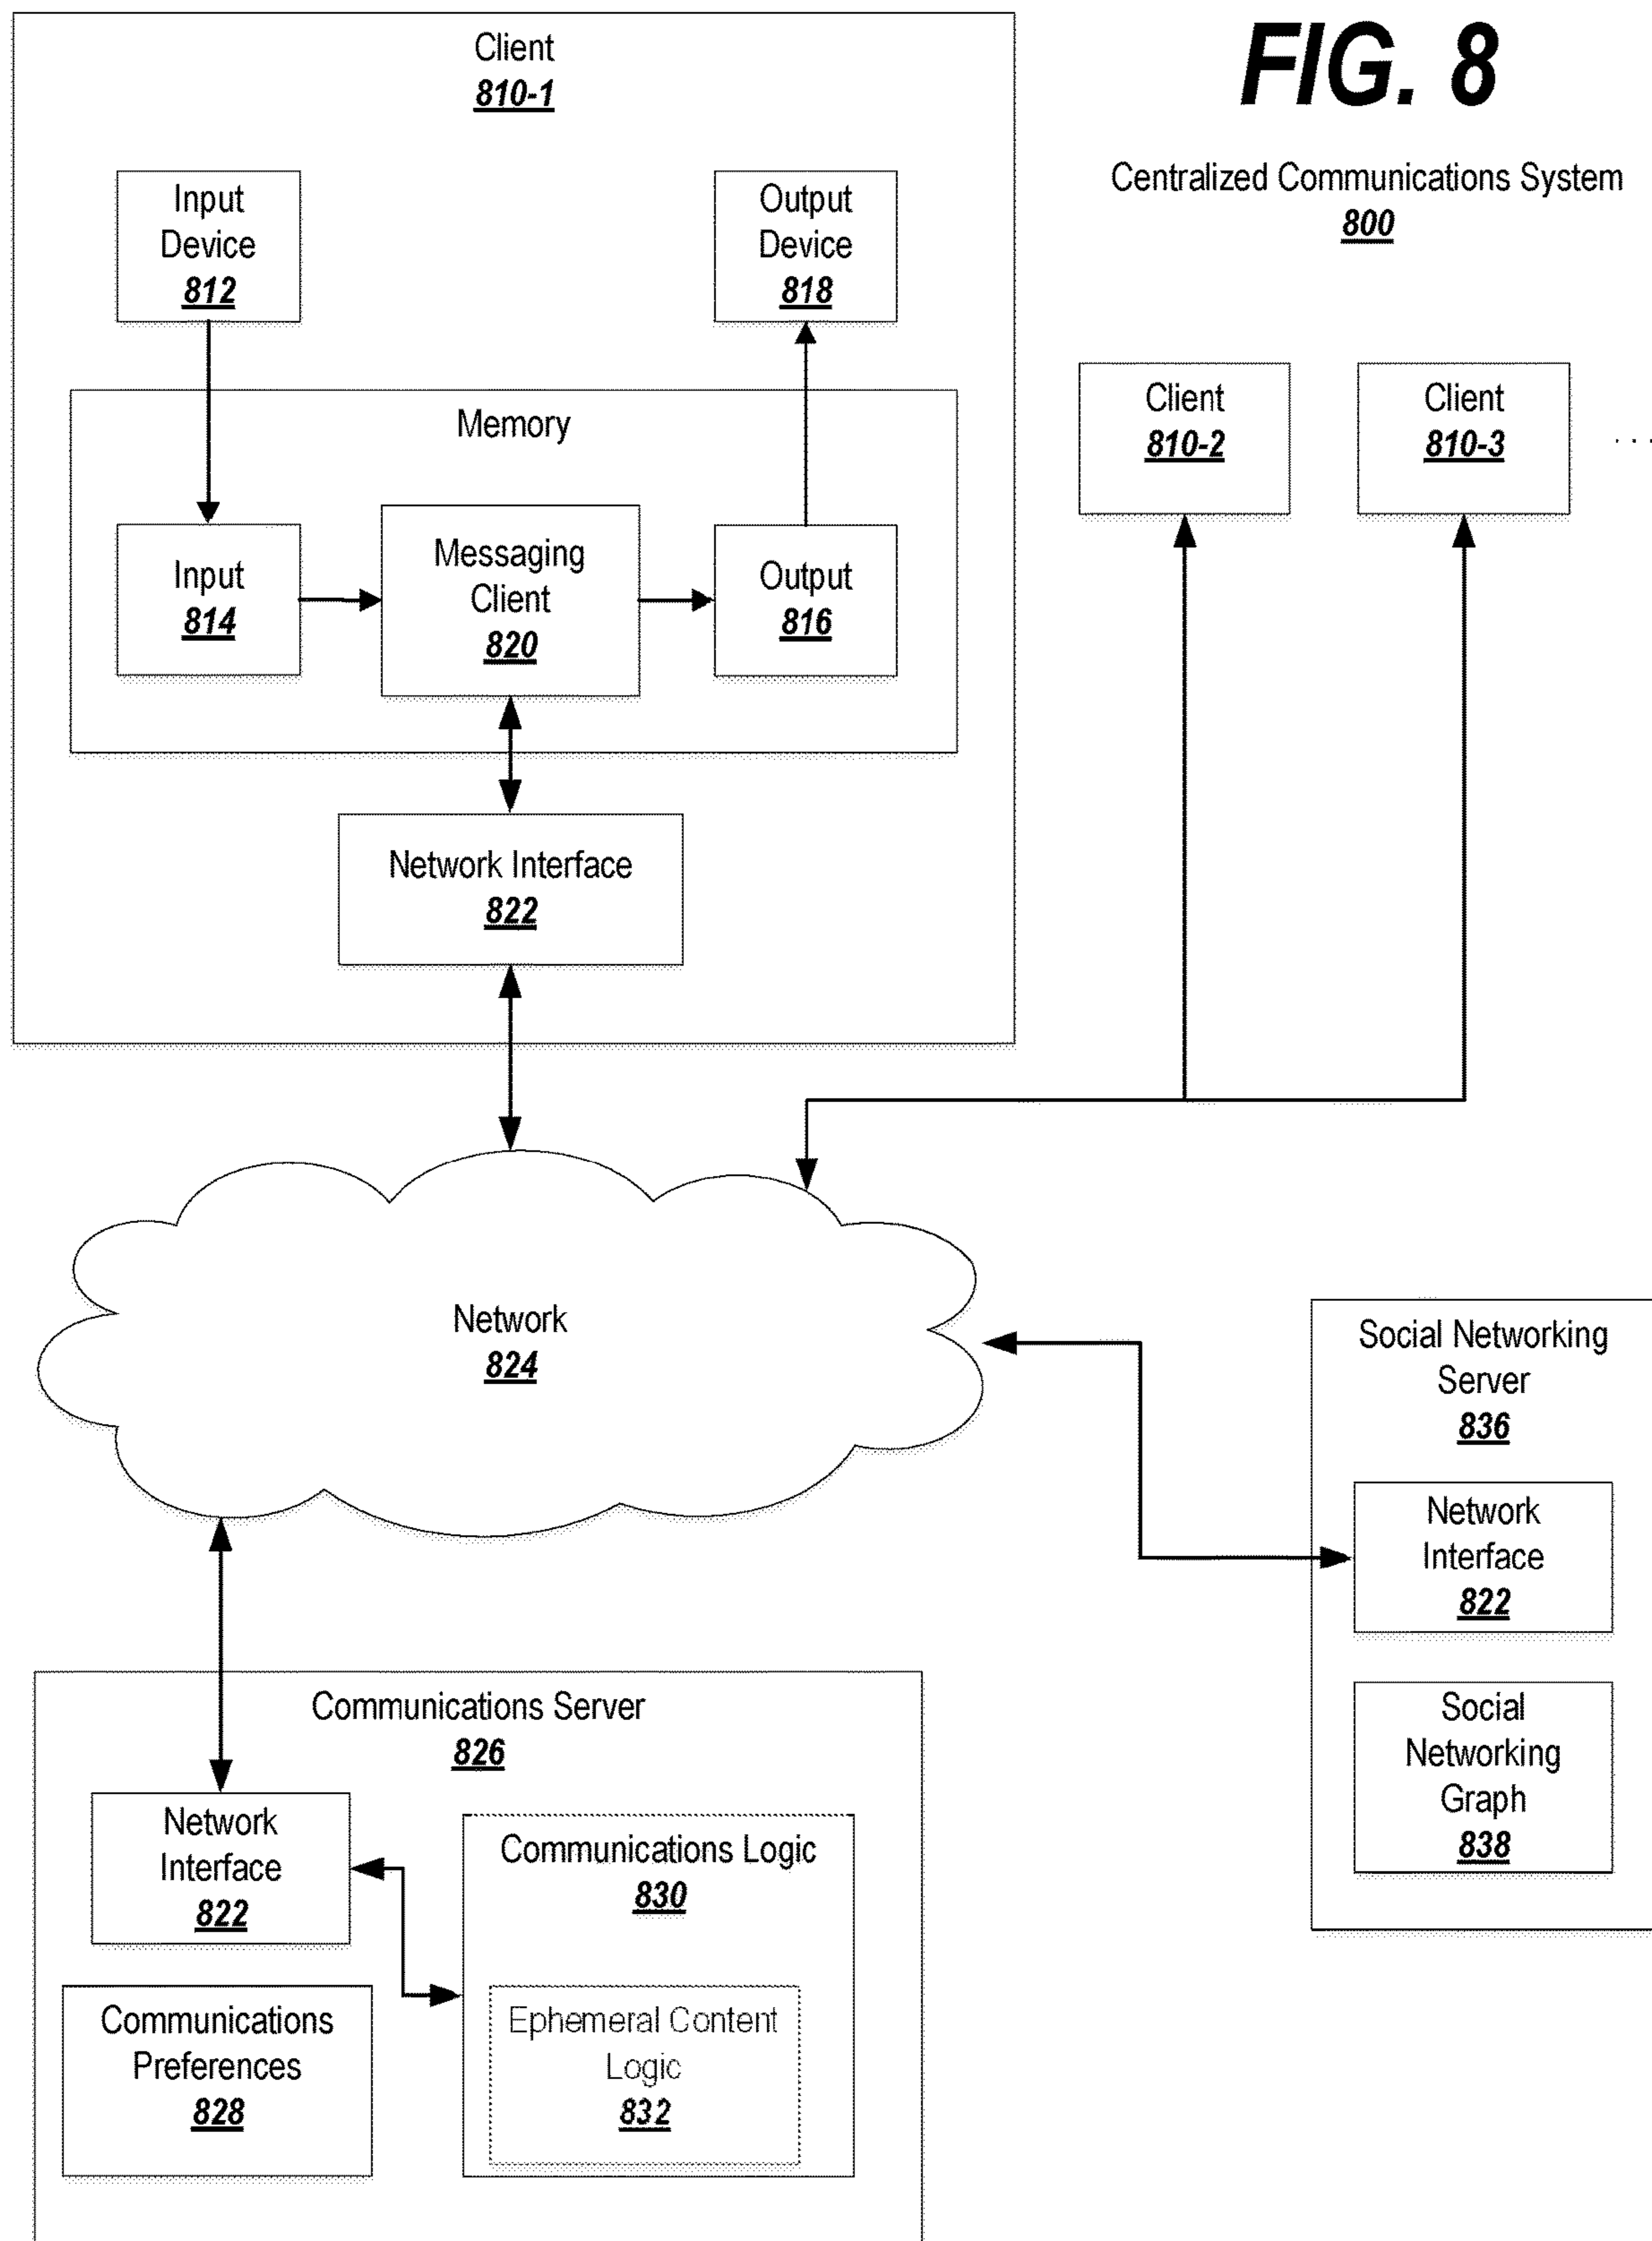 FIG. 8
Centralized Communications System
800
Client
810-1
Input
Device
812
Output
Device
818
Memory
Input
814
Messaging
Client
820
Output
816
Network Interface
822
Client
810-2
Client
810-3
. . .
Network
824
Social Networking
Server
836
Network
Interface
822
Social
Networking
Graph
838
Communications Server
826
Network
Interface
822
Communications Logic
830
Communications
Preferences
828
Ephemeral Content
Logic
832